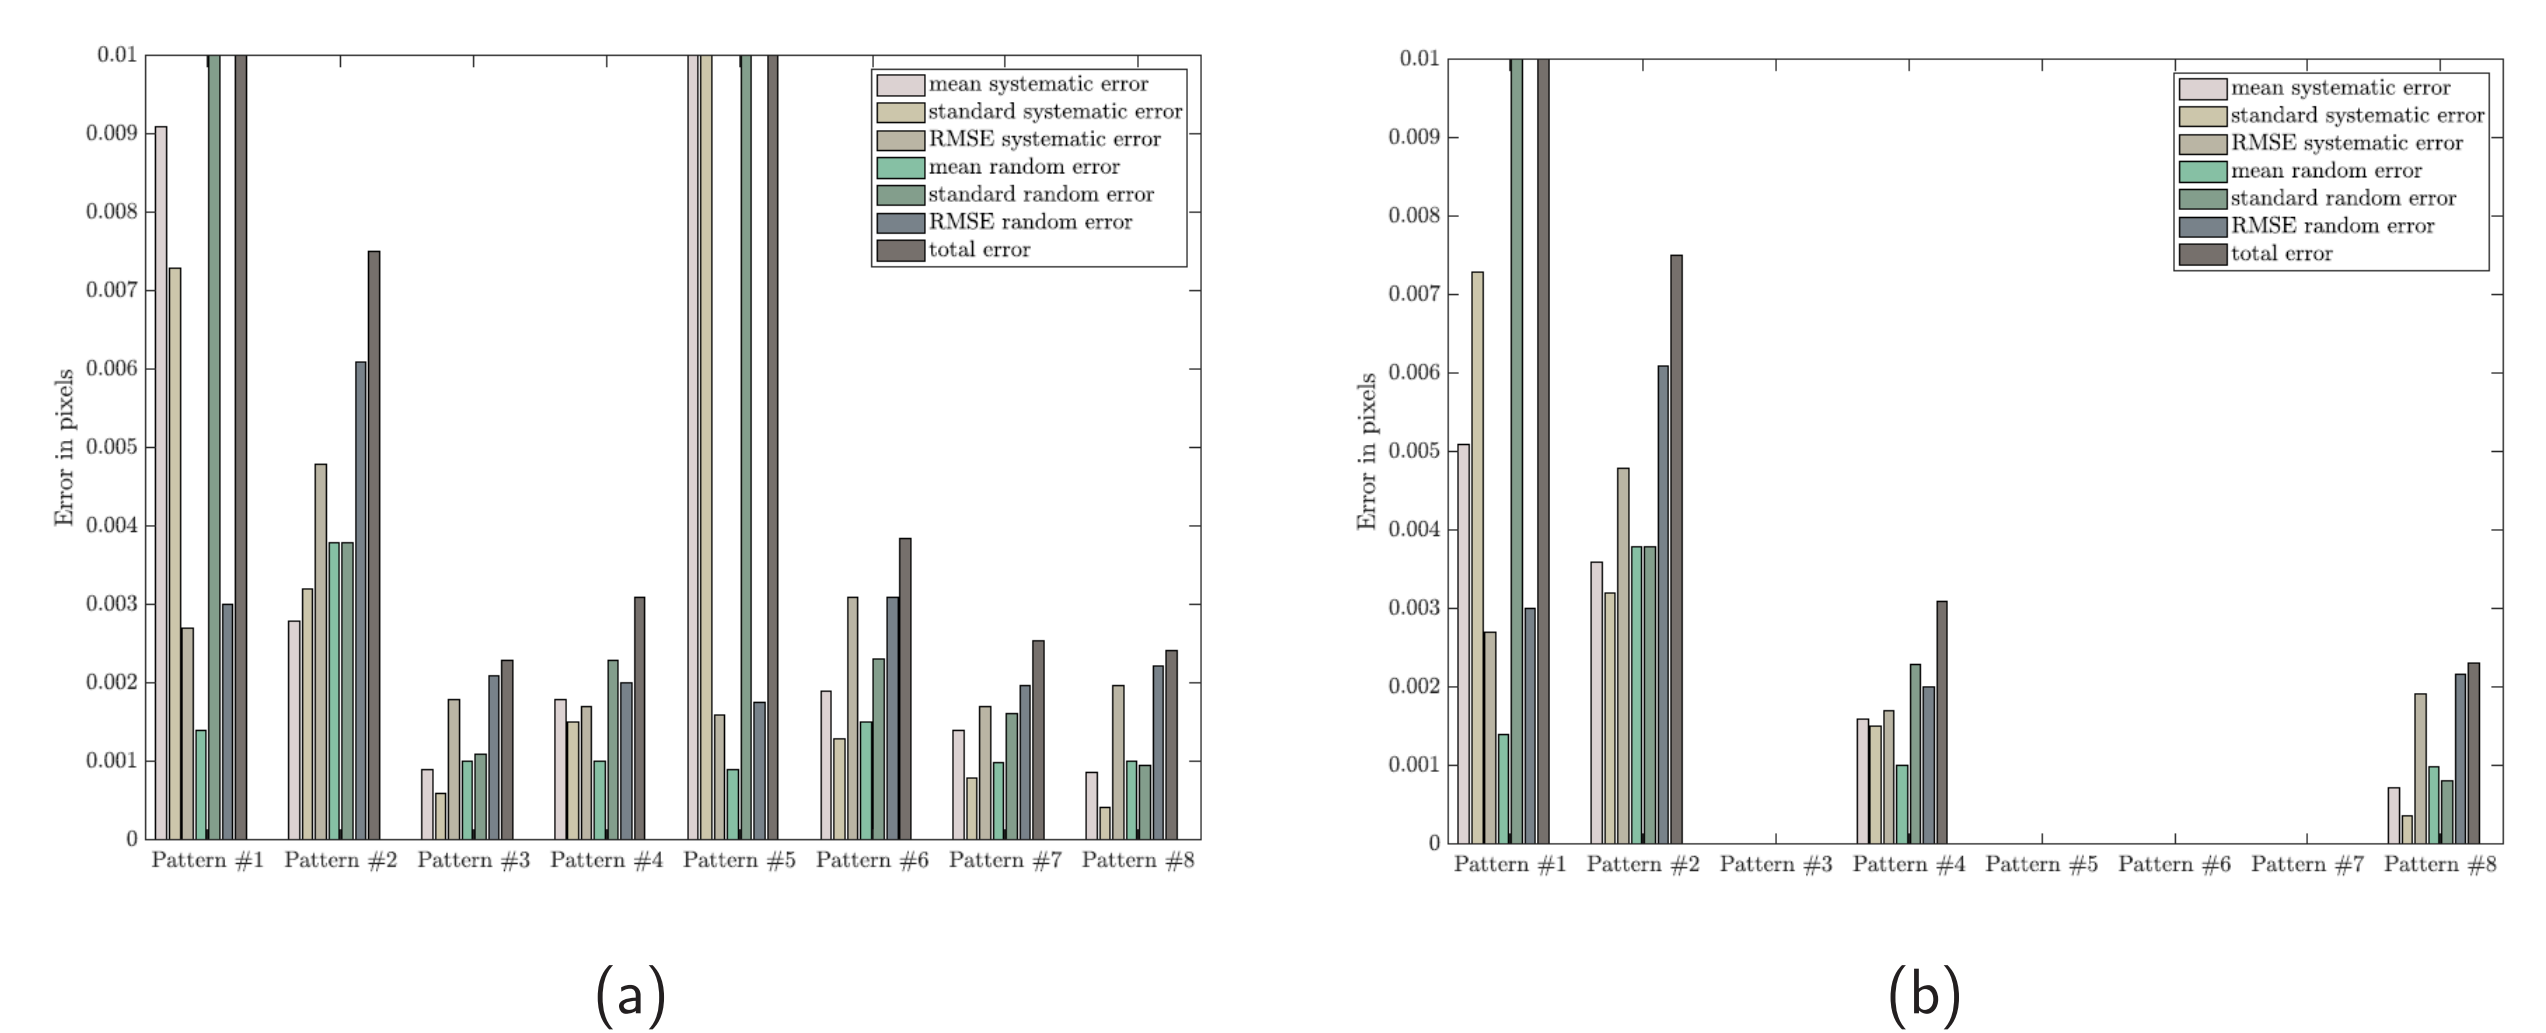 0.01
0.009
0.008
0.007
0.006
0.005
0.004
0.003
0.002
0.001
0
Error in pixels
mean systematic error
standard systematic error
RMSE systematic error
mean random error
standard random error
RMSE random error
total error
Pattern #1 Pattern #2 Pattern #3 Pattern #4 Pattern #5 Pattern #6 Pattern #7 Pattern #8
(a)
0.01
0.009
0.008
0.007
0.006
0.005
0.004
0.003
0.002
0.001
0
Error in pixels
mean systematic error
standard systematic error
RMSE systematic error
mean random error
standard random error
RMSE random error
total error
Pattern #1 Pattern #2 Pattern #3 Pattern #4 Pattern #5 Pattern #6 Pattern #7 Pattern #8
(b)